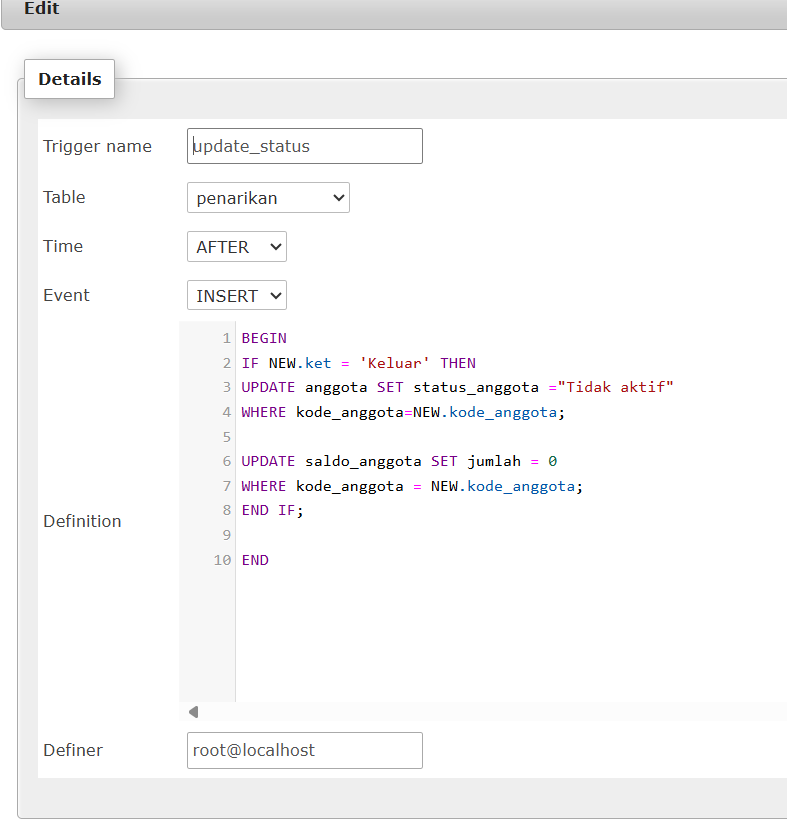 Edit
Details
Trigger name
update_status
Table
penarikan
Time
AFTER
Event
INSERT
Definition
1 BEGIN
2 IF NEW.ket = 'Keluar' THEN
3 UPDATE anggota SET status_anggota ="Tidak aktif"
4 WHERE kode_anggota=NEW.kode_anggota;
5
6 UPDATE saldo_anggota SET jumlah = 0
7 WHERE kode_anggota = NEW.kode_anggota;
8 END IF;
9
10 END
Definer
root@localhost